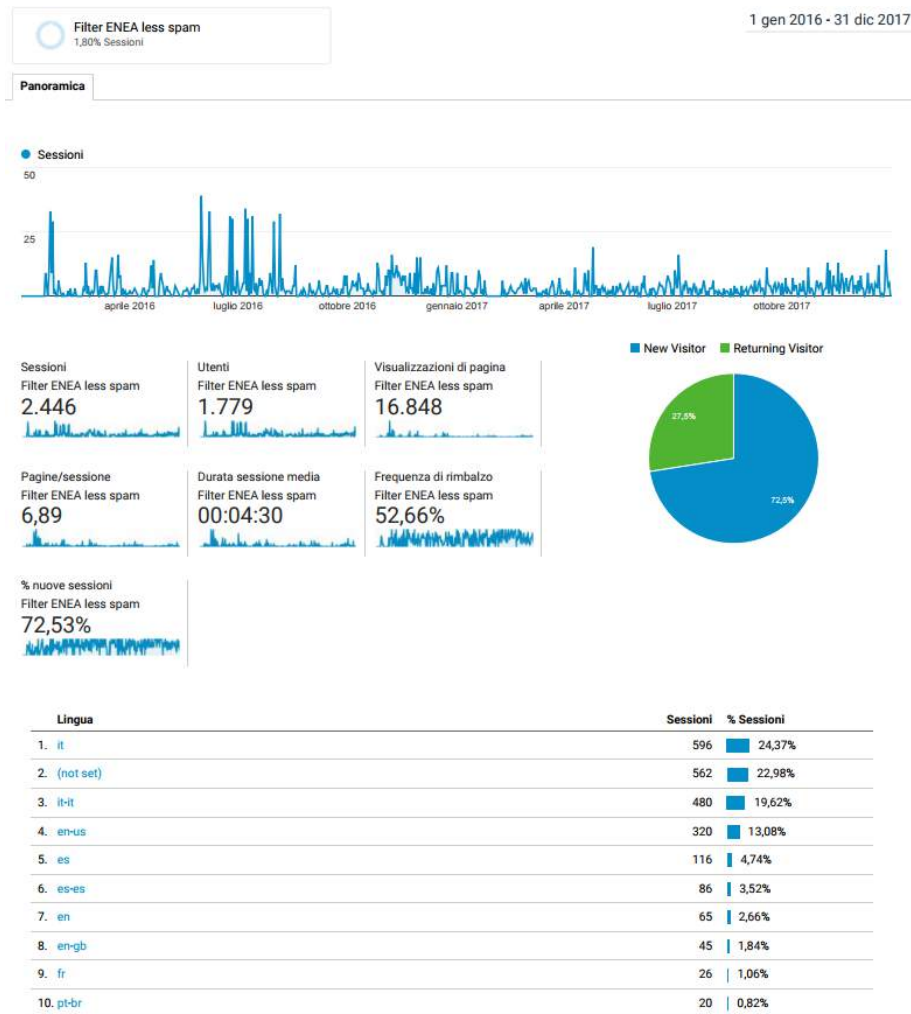 Filter ENEA less spam
1,80% Sessioni
1 gen 2016 - 31 dic 2017
Panoramica
Sessioni
50
25
aprile 2016
luglio 2016
ottobre 2016
gennaio 2017
aprile 2017
luglio 2017
ottobre 2017
New Visitor
Returning Visitor
27,5%
72,5%
Sessioni
Filter ENEA less spam
2.446
Utenti
Filter ENEA less spam
1.779
Visualizzazioni di pagina
Filter ENEA less spam
16.848
Pagine/sessione
Filter ENEA less spam
6,89
Durata sessione media
Filter ENEA less spam
00:04:30
Frequenza di rimbalzo
Filter ENEA less spam
52,66%
% nuove sessioni
Filter ENEA less spam
72,53%
Lingua Sessioni % Sessioni
1. it 596 24,37%
2. (not set) 562 22,98%
3. it-it 480 19,62%
4. en-us 320 13,08%
5. es 116 4,74%
6. es-es 86 3,52%
7. en 65 2,66%
8. en-gb 45 1,84%
9. fr 26 1,06%
10. pt-br 20 0,82%